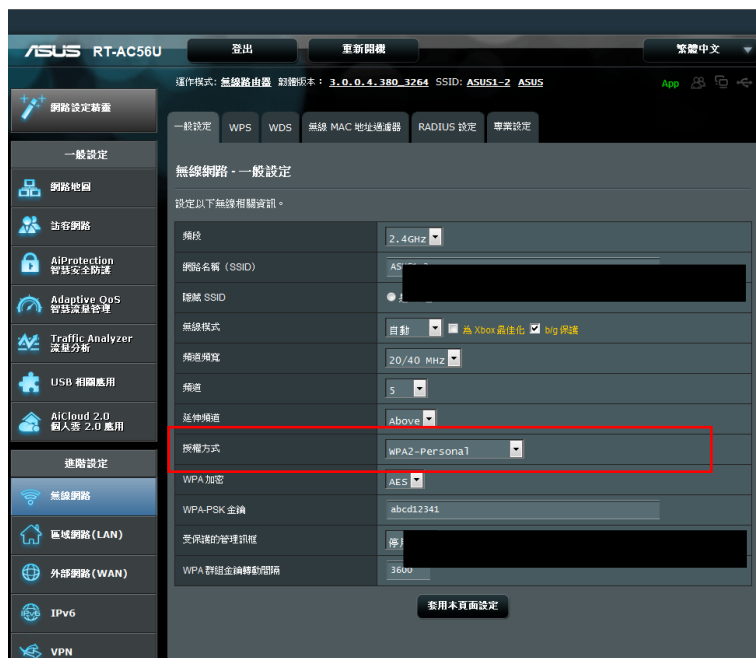 ASUS RT-AC56U 登出 重新開機 繁體中文
運作模式: 無線路由器 韌體版本: 3.0.0.4.380_3264 SSID: ASUS1-2 ASUS App
網路設定精靈
一般設定
網路地圖
訪客網路
AiProtection
智慧安全防護
Adaptive QoS
智慧流量管理
Traffic Analyzer
流量分析
USB 相關應用
AiCloud 2.0
個人雲 2.0 應用
進階設定
無線網路
區域網路(LAN)
外部網路(WAN)
IPv6
VPN
一般設定 WPS WDS 無線 MAC 地址過濾器 RADIUS 設定 專業設定
無線網路 - 一般設定
設定以下無線相關資訊。
頻段 2.4GHz
網路名稱(SSID)
隱藏 SSID
無線模式 自動 為 Xbox 最佳化 b/g 保護
頻道頻寬 20/40 MHz
頻道 5
延伸頻道 Above
授權方式 WPA2-Personal
WPA 加密 AES
WPA-PSK 金鑰 abcd12341
受保護的管理訊框
WPA 群組金鑰轉動間隔 3600
套用本頁面設定